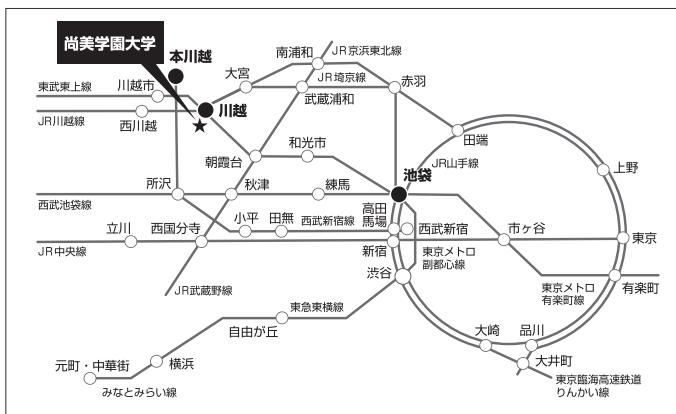 尚美学園大学
本川越
JR京浜東北線
南浦和
大宮
JR埼京線
赤羽
東武東上線
川越市
武蔵浦和
川越
JR川越線
西川越
★
田端
和光市
朝霞台
JR山手線
上野
池袋
所沢
秋津
練馬
西武池袋線
高田
馬場
小平
田無
西武新宿線
西武新宿
市ヶ谷
立川
西国分寺
新宿
東京
JR中央線
東京メトロ
副都心線
渋谷
JR武蔵野線
東京メトロ
有楽町線
有楽町
東急東横線
自由が丘
大崎
品川
元町・中華街
横浜
大井町
みなとみらい線
東京臨海高速鉄道
りんかい線